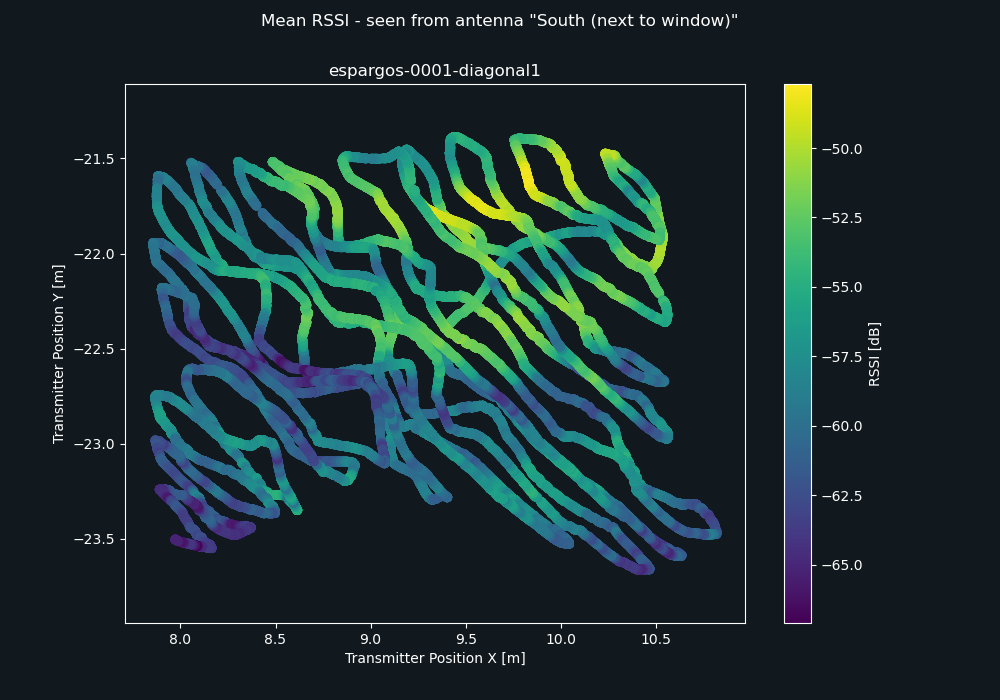 Mean RSSI - seen from antenna "South (next to window)"
espargos-0001-diagonal1
−21.5
−22.0
−22.5
−23.0
−23.5
Transmitter Position Y [m]
8.0 8.5 9.0 9.5 10.0 10.5
Transmitter Position X [m]
−50.0
−52.5
−55.0
−57.5
−60.0
−62.5
−65.0
RSSI [dB]